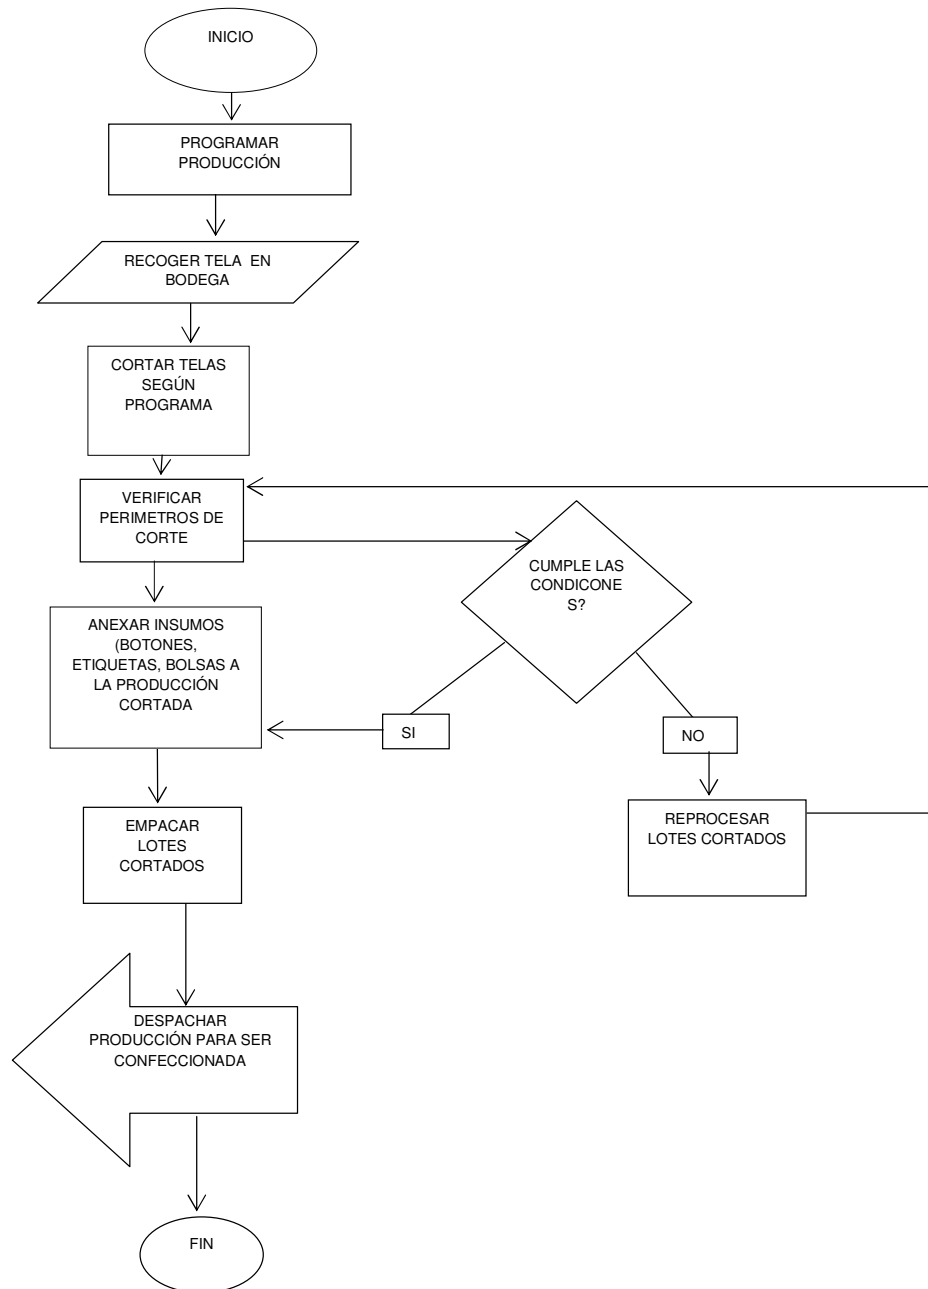 INICIO
PROGRAMAR
PRODUCCIÓN
RECOGER TELA EN
BODEGA
CORTAR TELAS
SEGÚN
PROGRAMA
VERIFICAR
PERIMETROS DE
CORTE
CUMPLE LAS
CONDICONE
S?
ANEXAR INSUMOS
(BOTONES,
ETIQUETAS, BOLSAS A
LA PRODUCCIÓN
CORTADA
SI
NO
EMPACAR
LOTES
CORTADOS
REPROCESAR
LOTES CORTADOS
DESPACHAR
PRODUCCIÓN PARA SER
CONFECCIONADA
FIN